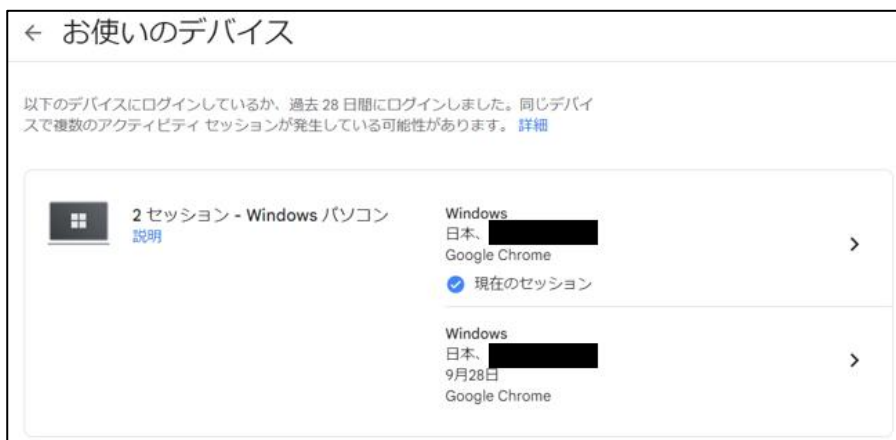 ← お使いのデバイス
以下のデバイスにログインしているか、過去 28 日間にログインしました。同じデバイ
スで複数のアクティビティ セッションが発生している可能性があります。 詳細
2 セッション - Windows パソコン
説明
Windows
日本、
Google Chrome
現在のセッション
Windows
日本、
9月28日
Google Chrome